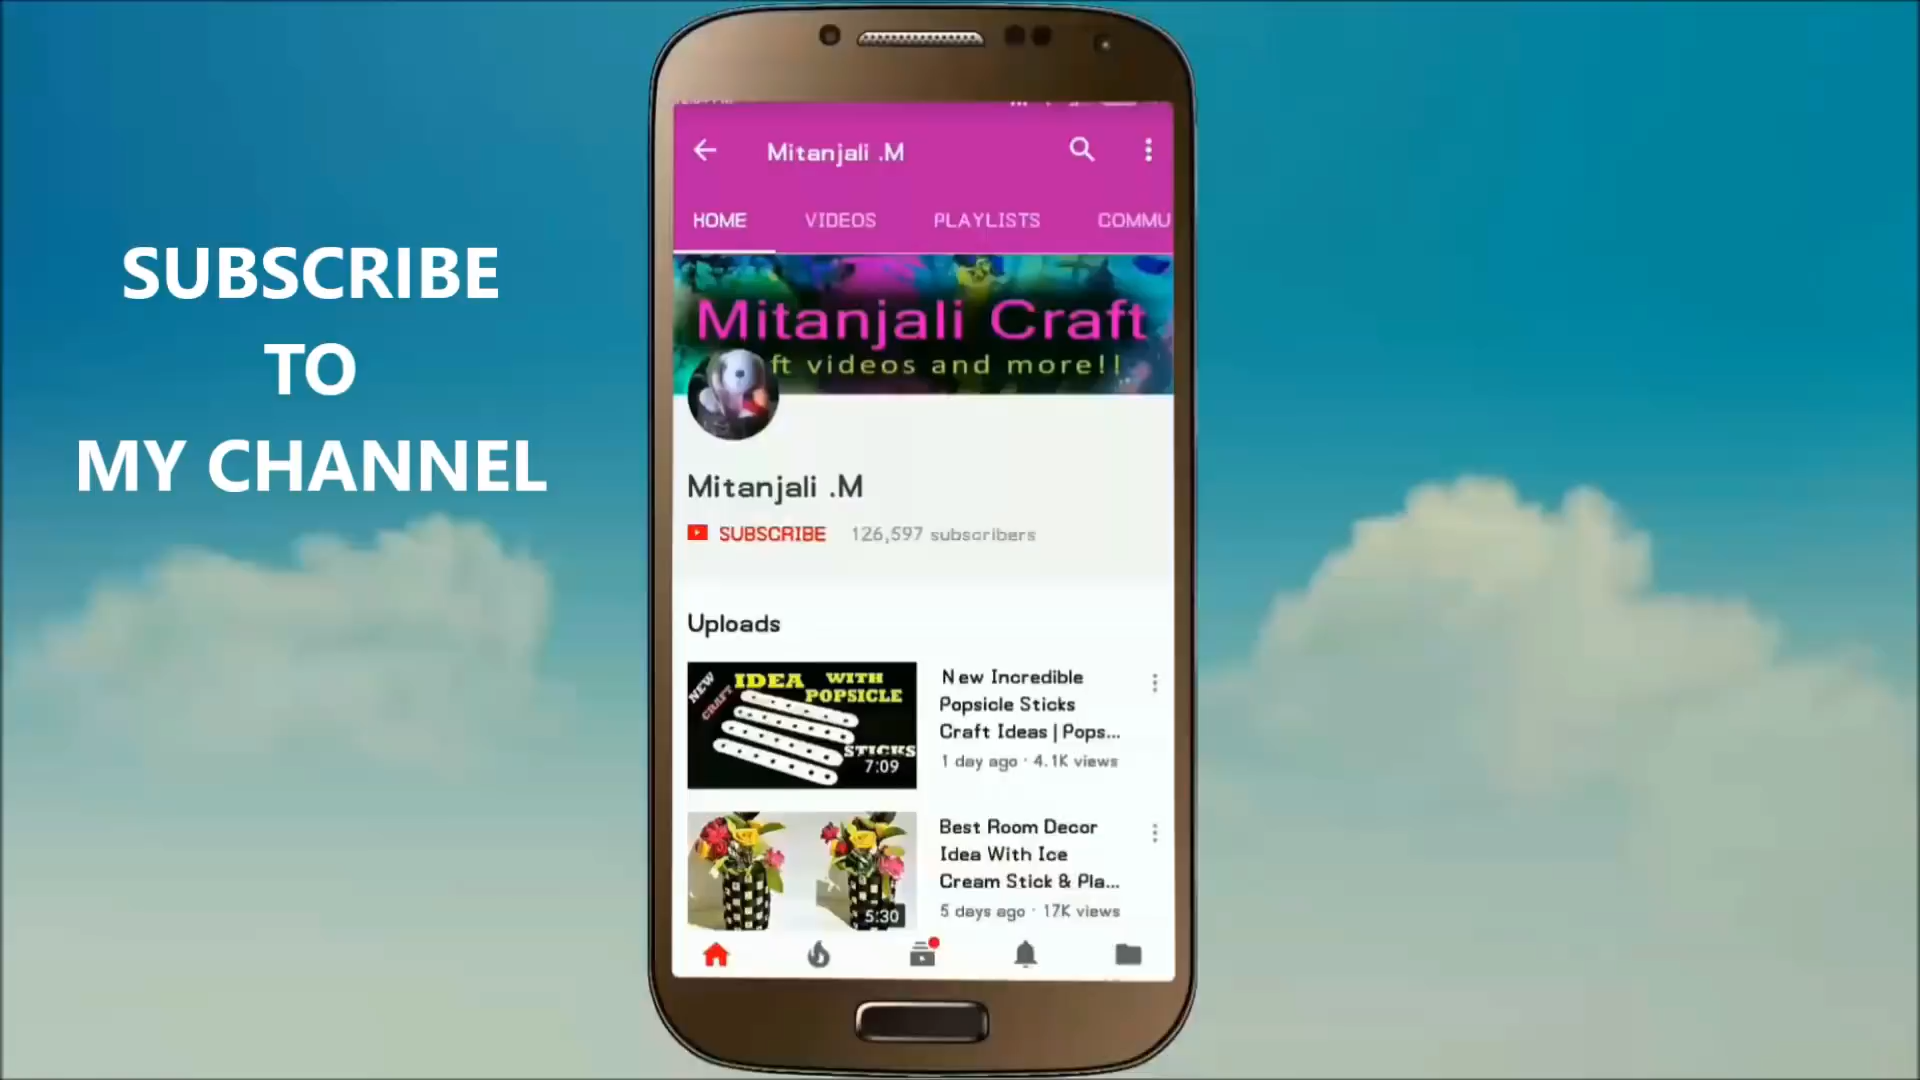 SUBSCRIBE
TO
MY CHANNEL
Mitanjali .M
HOME VIDEOS PLAYLISTS COMMU
Mitanjali Craft
ft videos and more!!
Mitanjali .M
SUBSCRIBE 126,597 subscribers
Uploads
NEW CRAFT IDEA WITH
POPSICLE
STICKS
7:09
New Incredible
Popsicle Sticks
Craft Ideas | Pops...
1 day ago · 4.1K views
5:30
Best Room Decor
Idea With Ice
Cream Stick & Pla...
5 days ago · 17K views